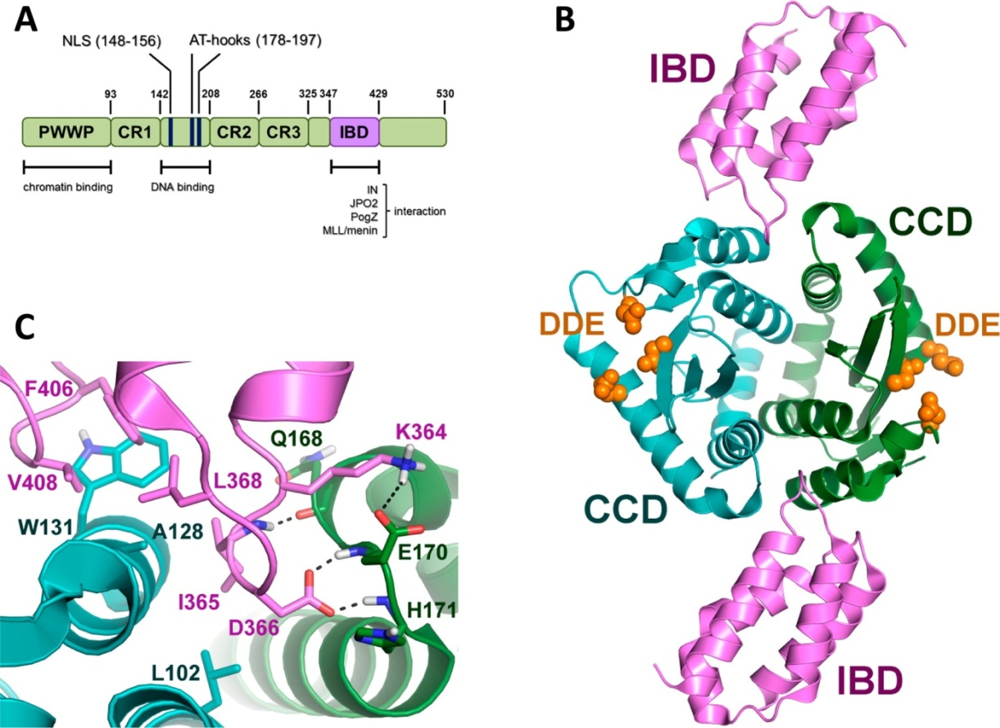 A
NLS (148-156)
AT-hooks (178-197)
93
142
208
266
325
347
429
530
PWWP
CR1
CR2
CR3
IBD
chromatin binding
DNA binding
IN
JPO2
PogZ
MLL/menin
interaction
B
IBD
CCD
DDE
DDE
CCD
IBD
C
F406
Q168
K364
V408
L368
W131
A128
E170
I365
D366
H171
L102